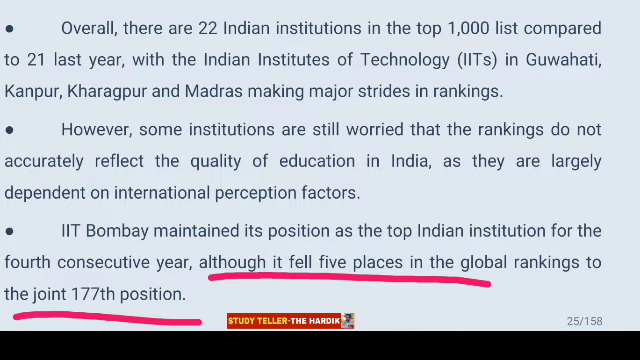 ● Overall, there are 22 Indian institutions in the top 1,000 list compared
to 21 last year, with the Indian Institutes of Technology (IITs) in Guwahati,
Kanpur, Kharagpur and Madras making major strides in rankings.
● However, some institutions are still worried that the rankings do not
accurately reflect the quality of education in India, as they are largely
dependent on international perception factors.
● IIT Bombay maintained its position as the top Indian institution for the
fourth consecutive year, although it fell five places in the global rankings to
the joint 177th position.
STUDY TELLER-THE HARDIK
25/158